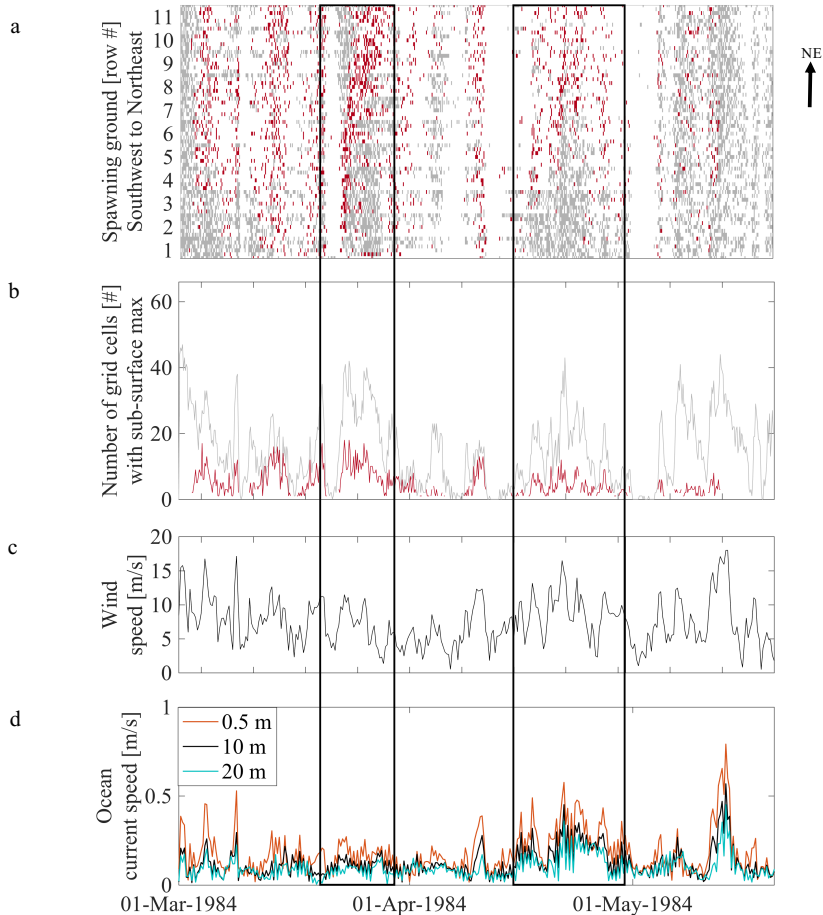 a
Spawning ground [row #]
Southwest to Northeast
11
10
9
8
7
6
5
4
3
2
1
NE
b
Number of grid cells [#]
with sub-surface max
60
40
20
0
c
Wind
speed [m/s]
20
15
10
5
0
d
Ocean
current speed [m/s]
1
0.5
0
0.5 m
10 m
20 m
01-Mar-1984
01-Apr-1984
01-May-1984